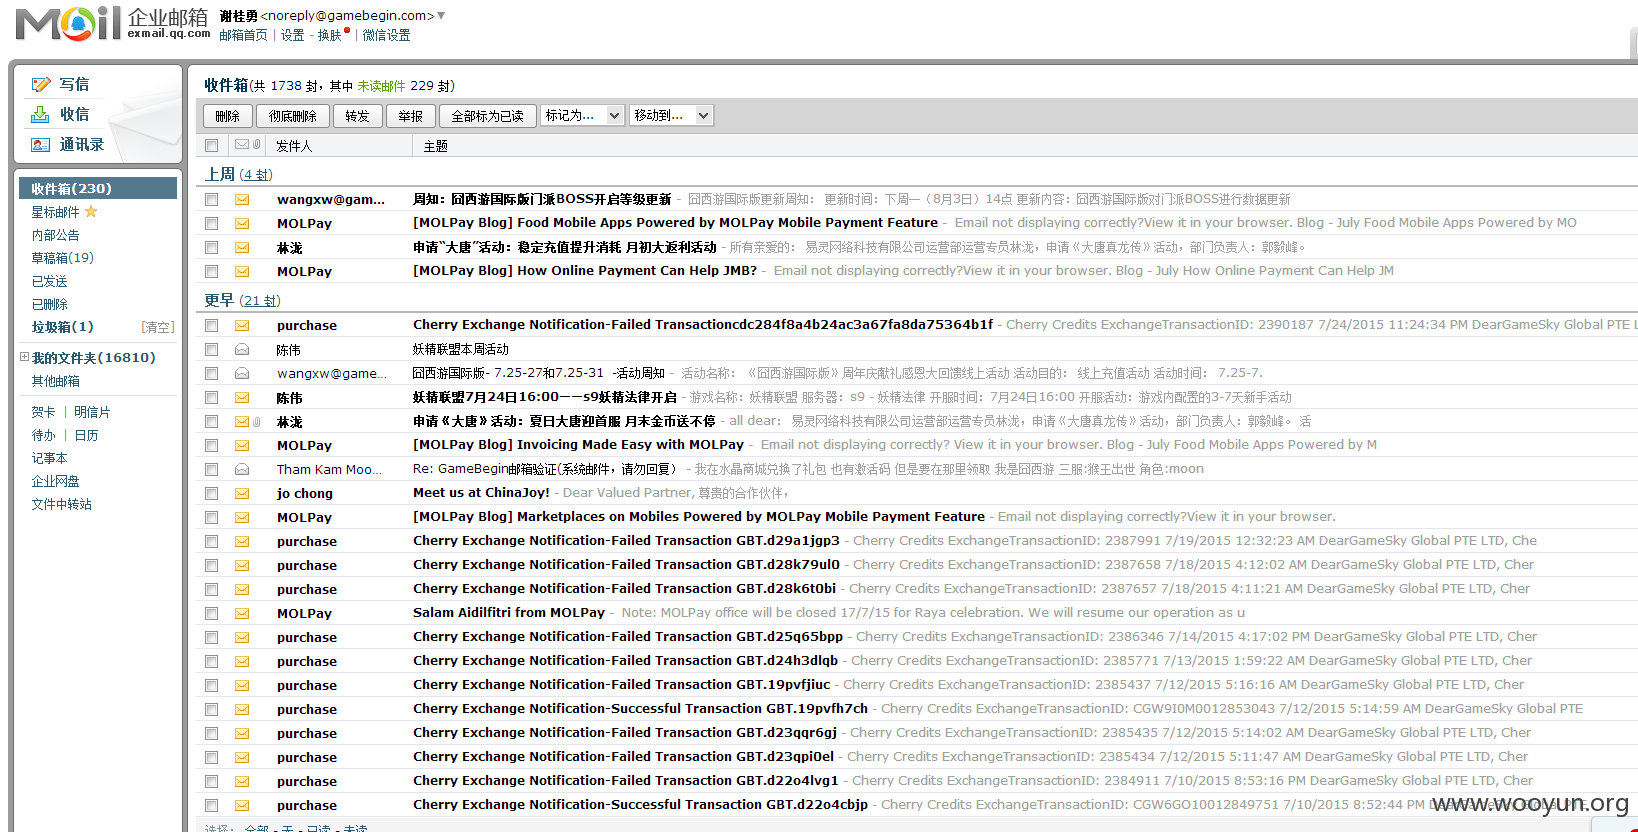 Mail 企业邮箱 exmail.qq.com
谢桂勇<noreply@gamebegin.com>
邮箱首页 | 设置 - 换肤 | 微信设置
写信
收信
通讯录
收件箱(230)
星标邮件
内部公告
草稿箱(19)
已发送
已删除
垃圾箱(1) [清空]
我的文件夹(16810)
其他邮箱
贺卡 | 明信片
待办 | 日历
记事本
企业网盘
文件中转站
收件箱(共 1738 封，其中 未读邮件 229 封)
删除 彻底删除 转发 举报 全部标为已读 标记为... 移动到...
发件人 主题
上周 (4 封)
wangxw@gam... 周知：囧西游国际版门派BOSS开启等级更新 - 囧西游国际版更新周知： 更新时间：下周一（8月3日）14点 更新内容：囧西游国际版对门派BOSS进行数据更新
MOLPay [MOLPay Blog] Food Mobile Apps Powered by MOLPay Mobile Payment Feature - Email not displaying correctly?View it in your browser. Blog - July Food Mobile Apps Powered by MO
林泷 申请“大唐”活动：稳定充值提升消耗 月初大返利活动 - 所有亲爱的： 易灵网络科技有限公司运营部运营专员林泷，申请《大唐真龙传》活动，部门负责人：郭毅峰。
MOLPay [MOLPay Blog] How Online Payment Can Help JMB? - Email not displaying correctly?View it in your browser. Blog - July How Online Payment Can Help JM
更早 (21 封)
purchase Cherry Exchange Notification-Failed Transactioncdc284f8a4b24ac3a67fa8da75364b1f - Cherry Credits ExchangeTransactionID: 2390187 7/24/2015 11:24:34 PM DearGameSky Global PTE L
陈伟 妖精联盟本周活动
wangxw@game... 囧西游国际版- 7.25-27和7.25-31 -活动周知 - 活动名称： 《囧西游国际版》周年庆献礼感恩大回馈线上活动 活动目的： 线上充值活动 活动时间： 7.25-7.
陈伟 妖精联盟7月24日16:00——s9妖精法律开启 - 游戏名称：妖精联盟 服务器：s9 - 妖精法律 开服时间：7月24日16:00 开服活动：游戏内配置的3-7天新手活动
林泷 申请《大唐》活动：夏日大唐迎首服 月末金币送不停 - all dear： 易灵网络科技有限公司运营部运营专员林泷，申请《大唐真龙传》活动，部门负责人：郭毅峰。 活
MOLPay [MOLPay Blog] Invoicing Made Easy with MOLPay - Email not displaying correctly? View it in your browser. Blog - July Food Mobile Apps Powered by M
Tham Kam Moo... Re: GameBegin邮箱验证(系统邮件，请勿回复） - 我在水晶商城兑换了礼包 也有激活码 但是要在那里领取 我是囧西游 三服:猴王出世 角色:moon
jo chong Meet us at ChinaJoy! - Dear Valued Partner, 尊贵的合作伙伴，
MOLPay [MOLPay Blog] Marketplaces on Mobiles Powered by MOLPay Mobile Payment Feature - Email not displaying correctly?View it in your browser.
purchase Cherry Exchange Notification-Failed Transaction GBT.d29a1jgp3 - Cherry Credits ExchangeTransactionID: 2387991 7/19/2015 12:32:23 AM DearGameSky Global PTE LTD, Che
purchase Cherry Exchange Notification-Failed Transaction GBT.d28k79ul0 - Cherry Credits ExchangeTransactionID: 2387658 7/18/2015 4:12:02 AM DearGameSky Global PTE LTD, Cher
purchase Cherry Exchange Notification-Failed Transaction GBT.d28k6t0bi - Cherry Credits ExchangeTransactionID: 2387657 7/18/2015 4:11:21 AM DearGameSky Global PTE LTD, Cher
MOLPay Salam Aidilfitri from MOLPay - Note: MOLPay office will be closed 17/7/15 for Raya celebration. We will resume our operation as u
purchase Cherry Exchange Notification-Failed Transaction GBT.d25q65bpp - Cherry Credits ExchangeTransactionID: 2386346 7/14/2015 4:17:02 PM DearGameSky Global PTE LTD, Cher
purchase Cherry Exchange Notification-Failed Transaction GBT.d24h3dlqb - Cherry Credits ExchangeTransactionID: 2385771 7/13/2015 1:59:22 AM DearGameSky Global PTE LTD, Cher
purchase Cherry Exchange Notification-Failed Transaction GBT.19pvfjiuc - Cherry Credits ExchangeTransactionID: 2385437 7/12/2015 5:16:16 AM DearGameSky Global PTE LTD, Cher
purchase Cherry Exchange Notification-Successful Transaction GBT.19pvfh7ch - Cherry Credits ExchangeTransactionID: CGW9I0M0012853043 7/12/2015 5:14:59 AM DearGameSky Global PTE
purchase Cherry Exchange Notification-Failed Transaction GBT.d23qqr6gj - Cherry Credits ExchangeTransactionID: 2385435 7/12/2015 5:14:02 AM DearGameSky Global PTE LTD, Cher
purchase Cherry Exchange Notification-Failed Transaction GBT.d23qpi0el - Cherry Credits ExchangeTransactionID: 2385434 7/12/2015 5:11:47 AM DearGameSky Global PTE LTD, Cher
purchase Cherry Exchange Notification-Failed Transaction GBT.d22o4lvg1 - Cherry Credits ExchangeTransactionID: 2384911 7/10/2015 8:53:16 PM DearGameSky Global PTE LTD, Cher
purchase Cherry Exchange Notification-Successful Transaction GBT.d22o4cbjp - Cherry Credits ExchangeTransactionID: CGW6GO10012849751 7/10/2015 8:52:44 PM DearGameSky Global PTE
www.wooyun.org
选择： 全部 - 无 - 已读 - 未读